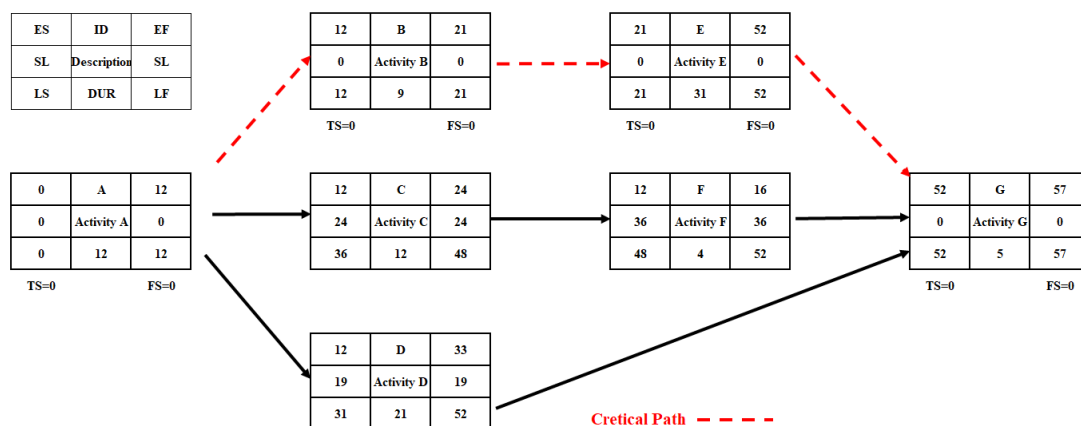 ES ID EF
SL Description SL
LS DUR LF
12 B 21
0 Activity B 0
12 9 21
TS=0 FS=0
21 E 52
0 Activity E 0
21 31 52
TS=0 FS=0
0 A 12
0 Activity A 0
0 12 12
TS=0 FS=0
12 C 24
24 Activity C 24
36 12 48
12 F 16
36 Activity F 36
48 4 52
52 G 57
0 Activity G 0
52 5 57
TS=0 FS=0
12 D 33
19 Activity D 19
31 21 52
Cretical Path